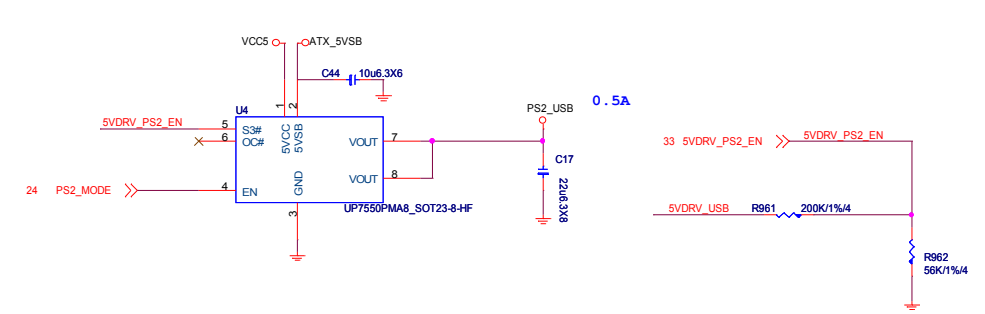 VCC5
ATX_5VSB
C44 10u6.3X6
PS2_USB
0.5A
U4
1
2
5VCC
5VSB
5VDRV_PS2_EN
5
S3#
6
OC#
VOUT
7
24 PS2_MODE
4
EN
GND
VOUT
8
3
UP7550PMA8_SOT23-8-HF
C17
22u6.3X8
33 5VDRV_PS2_EN
5VDRV_PS2_EN
5VDRV_USB
R961 200K/1%/4
R962
56K/1%/4